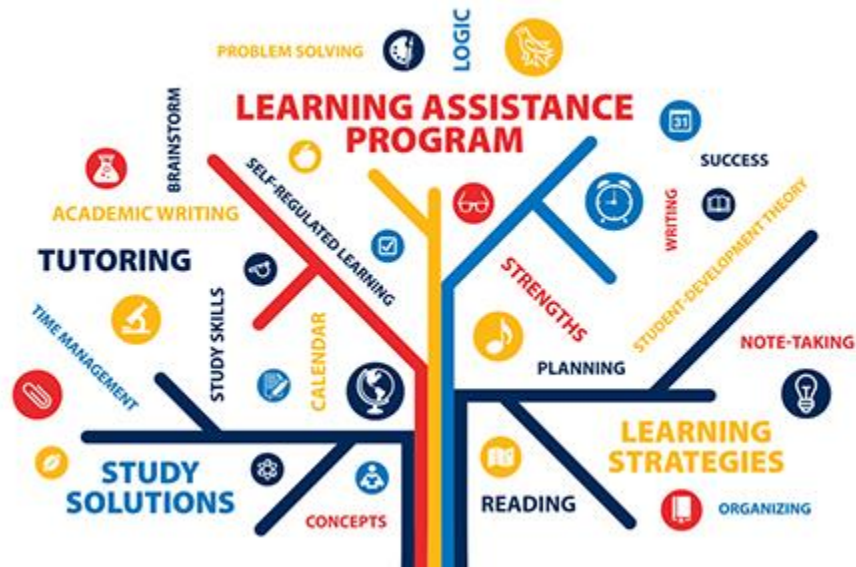 PROBLEM SOLVING
LOGIC
LEARNING ASSISTANCE
PROGRAM
BRAINSTORM
SELF-REGULATED LEARNING
31
SUCCESS
ACADEMIC WRITING
WRITING
STUDENT-DEVELOPMENT THEORY
TUTORING
STRENGTHS
TIME MANAGEMENT
STUDY SKILLS
CALENDAR
PLANNING
NOTE-TAKING
LEARNING
STRATEGIES
STUDY
SOLUTIONS
CONCEPTS
READING
ORGANIZING